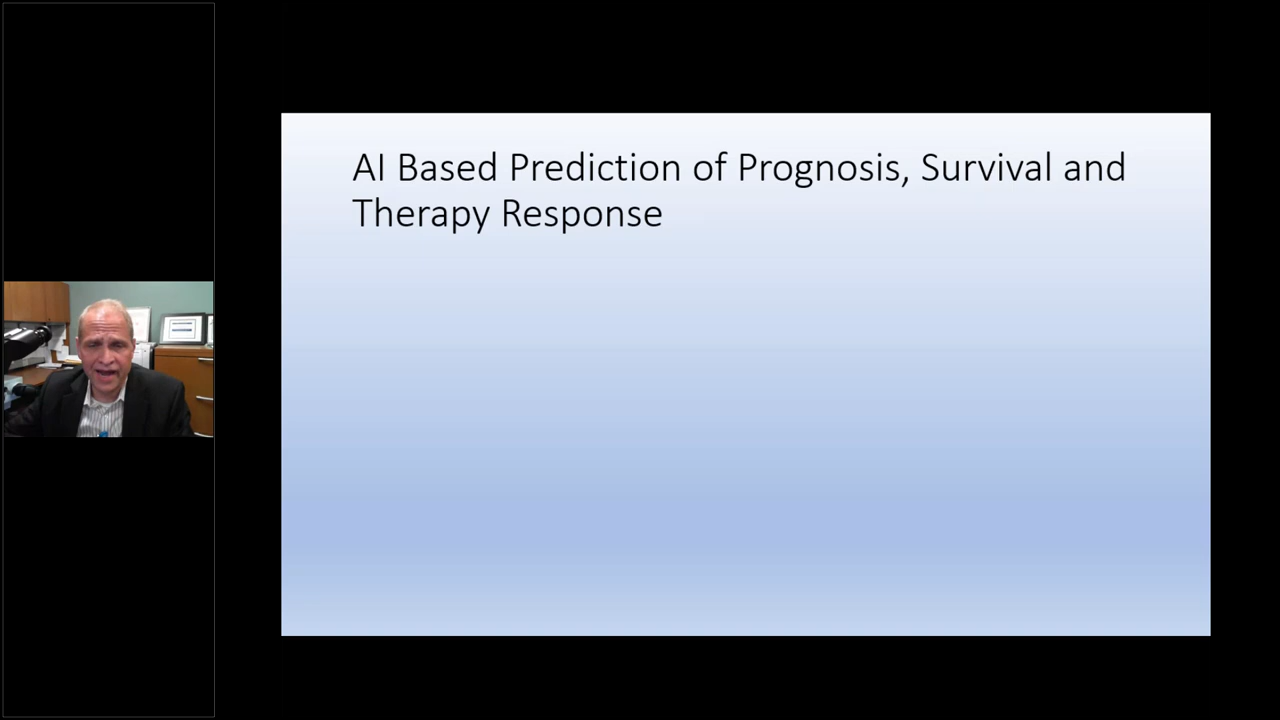 AI Based Prediction of Prognosis, Survival and
Therapy Response